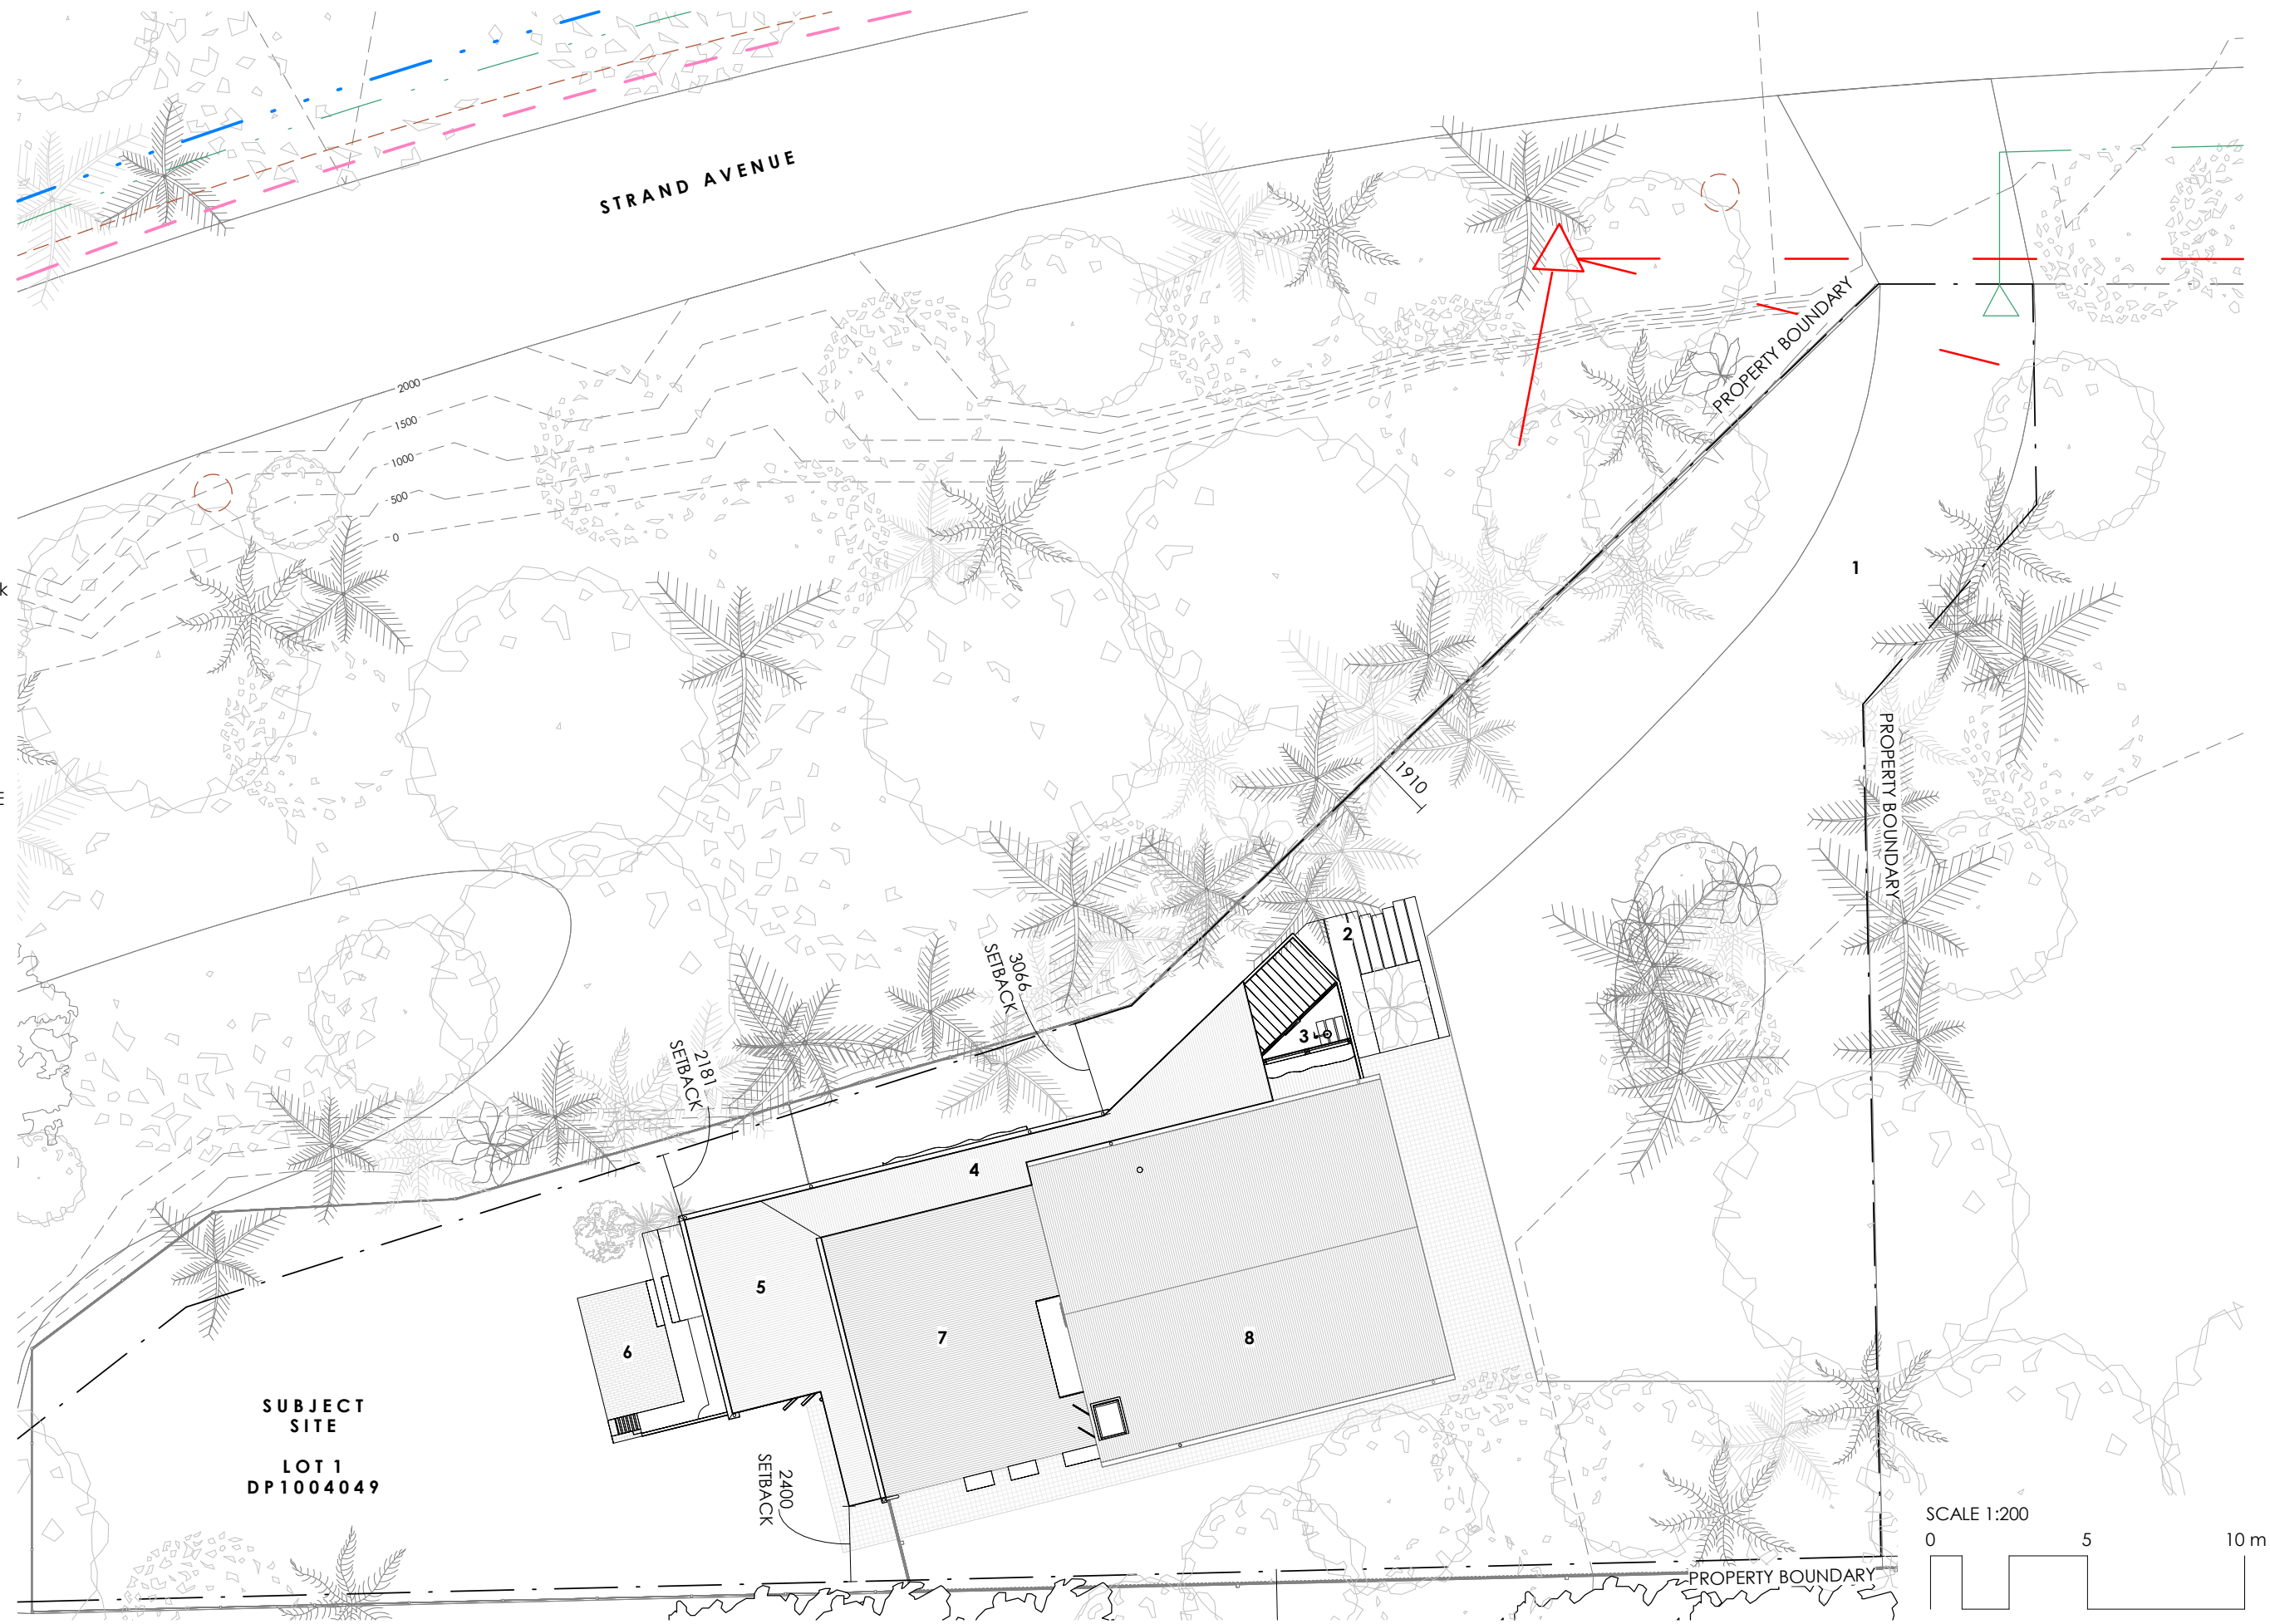 STRAND AVENUE
2000
1500
1000
500
0
k
E
PROPERTY BOUNDARY
1
PROPERTY BOUNDARY
1910
2
3
3066
SETBACK
2181
SETBACK
4
5
6
7
8
SUBJECT
SITE
LOT 1
DP1004049
2400
SETBACK
SCALE 1:200
0 5 10 m
PROPERTY BOUNDARY